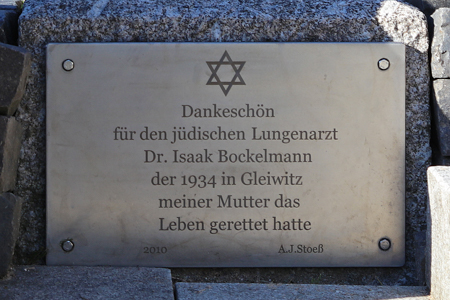 Dankeschön
für den jüdischen Lungenarzt
Dr. Isaak Bockelmann
der 1934 in Gleiwitz
meiner Mutter das
Leben gerettet hatte
2010 A.J.Stoeß